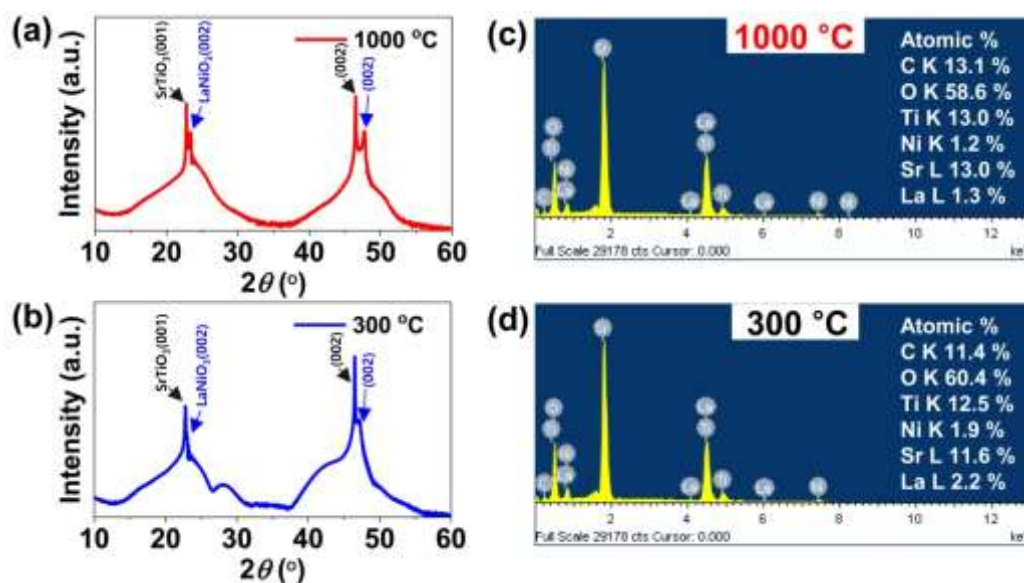 (a)
1000 °C
SrTiO3(001)
LaNiO3(002)
(002)
(002)
Intensity (a.u.)
10 20 30 40 50 60
2θ (°)
(b)
300 °C
SrTiO3(001)
LaNiO3(002)
(002)
(002)
Intensity (a.u.)
10 20 30 40 50 60
2θ (°)
(c)
1000 °C
Atomic %
C K 13.1 %
O K 58.6 %
Ti K 13.0 %
Ni K 1.2 %
Sr L 13.0 %
La L 1.3 %
2 4 6 8 10 12
Full Scale 29178 cts Cursor: 0.000
(d)
300 °C
Atomic %
C K 11.4 %
O K 60.4 %
Ti K 12.5 %
Ni K 1.9 %
Sr L 11.6 %
La L 2.2 %
2 4 6 8 10 12
Full Scale 29178 cts Cursor: 0.000